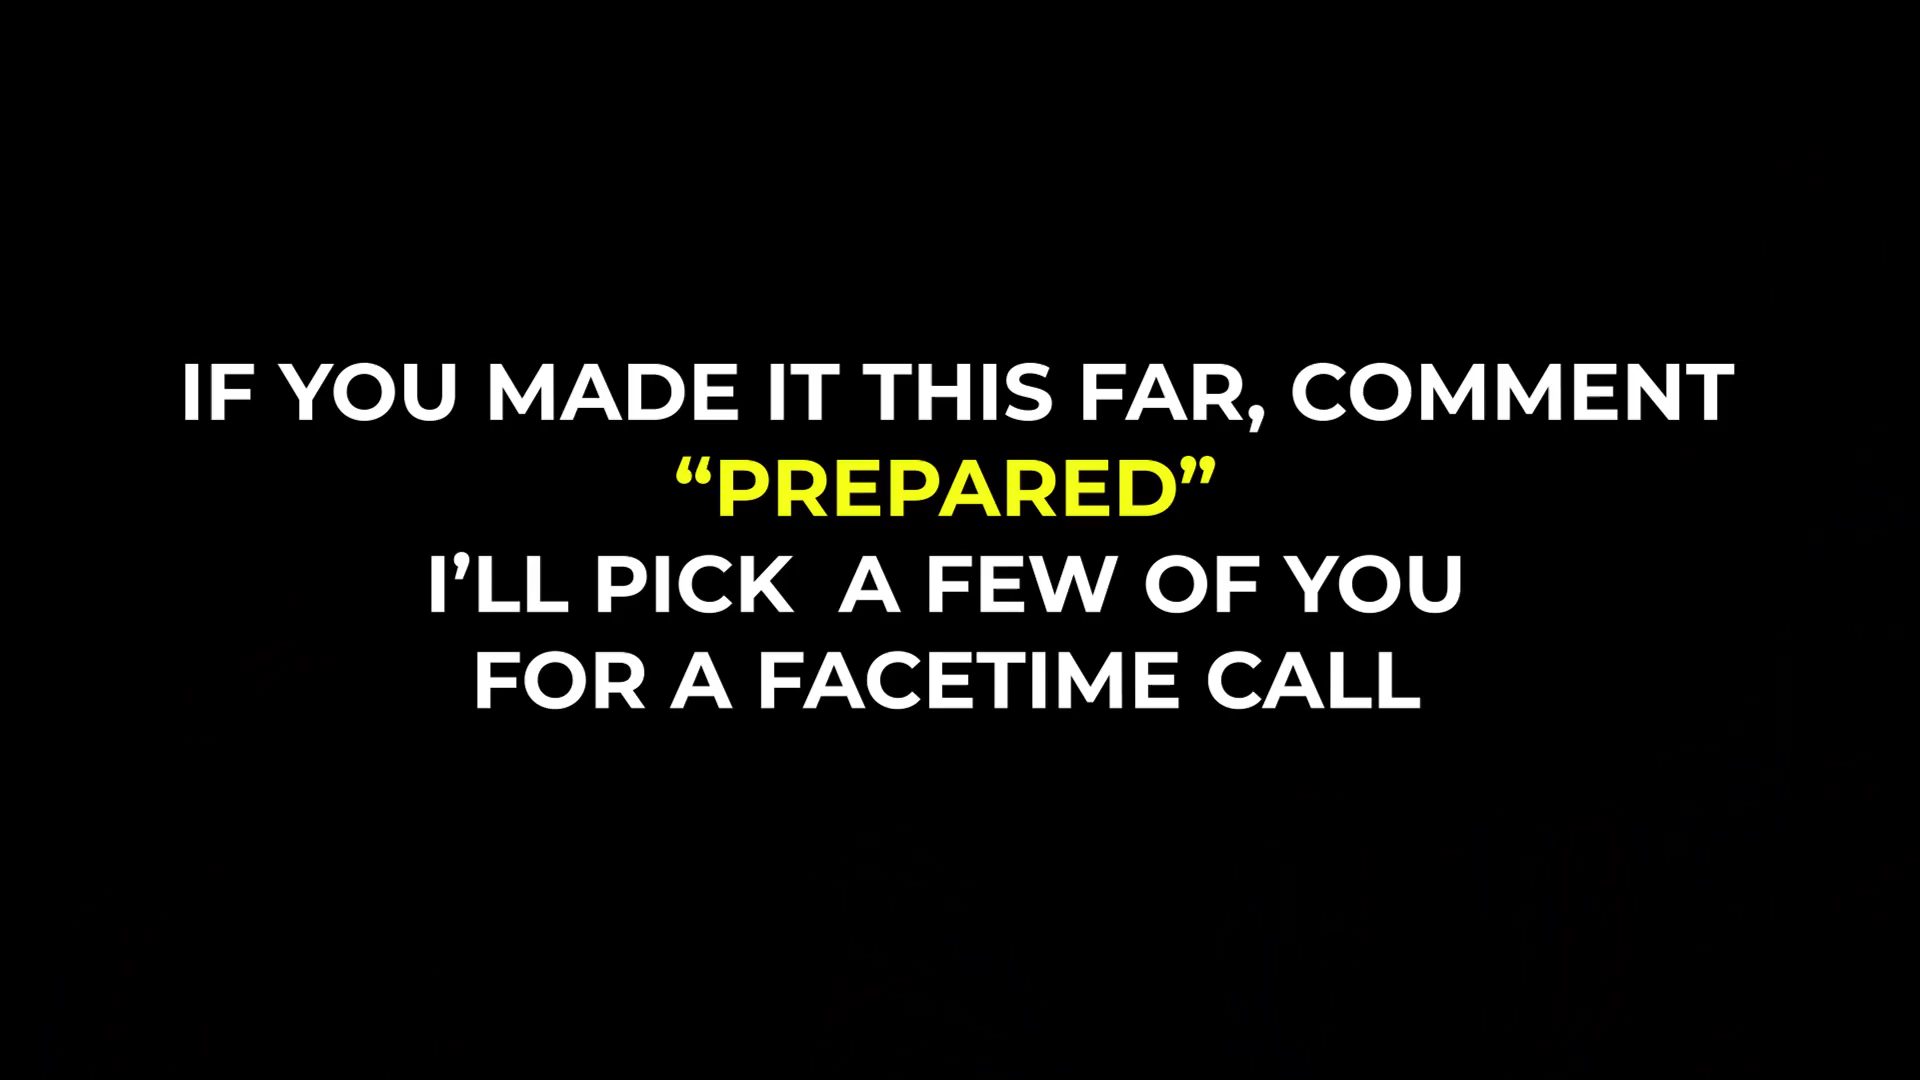 IF YOU MADE IT THIS FAR, COMMENT
“PREPARED”
I’LL PICK  A FEW OF YOU
FOR A FACETIME CALL